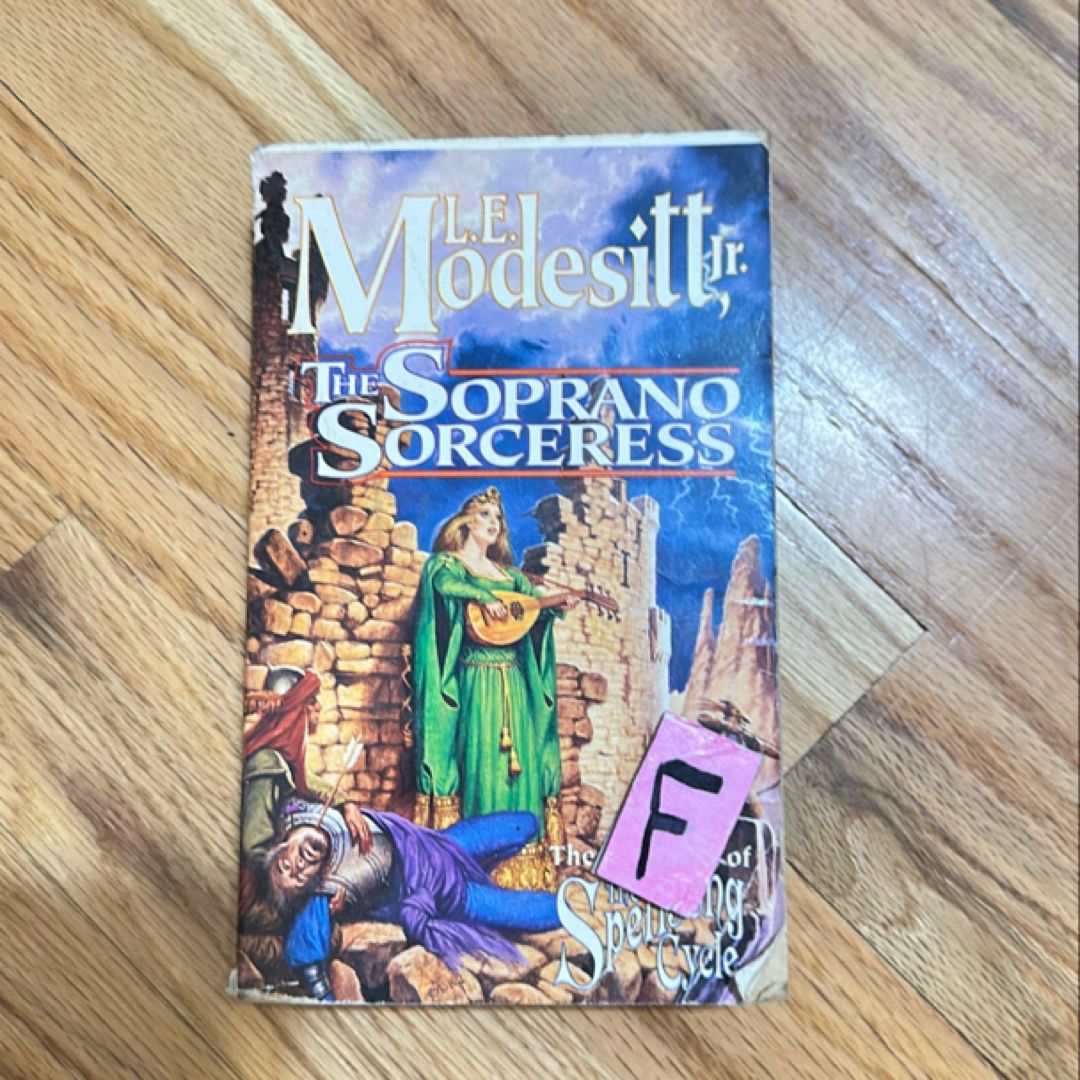 L.E.
Modesitt, Jr.
THE SOPRANO
SORCERESS
F
The of
Cycle